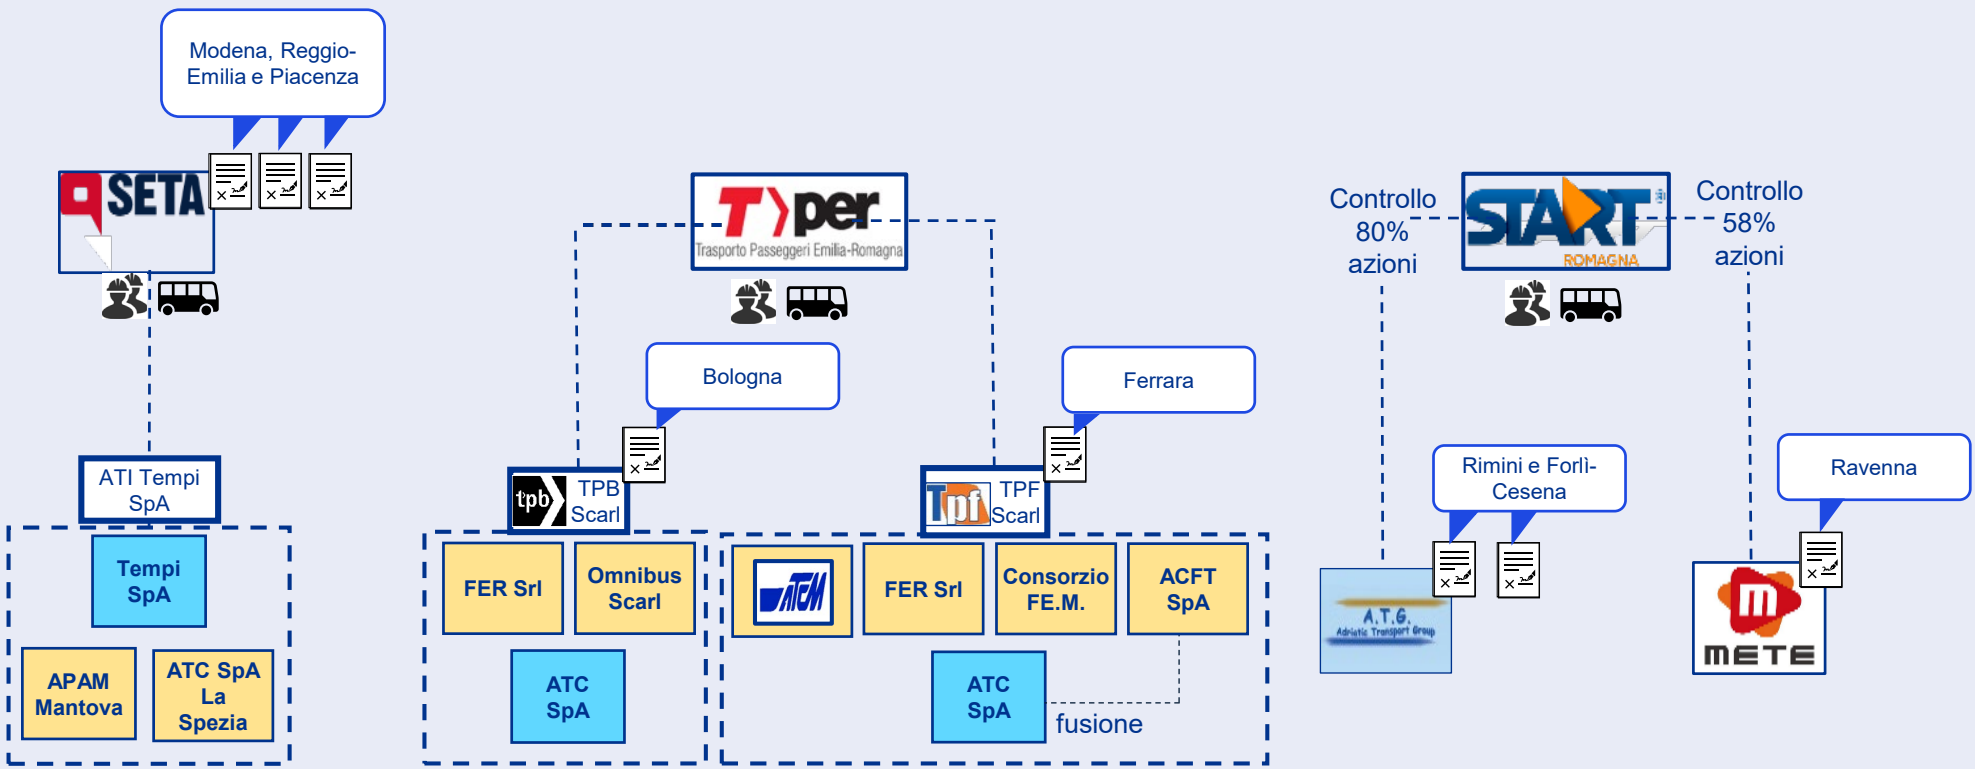 Modena, Reggio-
Emilia e Piacenza
SETA
T>per
Trasporto Passeggeri Emilia-Romagna
Controllo
80%
azioni
START
ROMAGNA
Controllo
58%
azioni
Bologna
Ferrara
Rimini e Forlì-
Cesena
Ravenna
ATI Tempi
SpA
tpb
TPB
Scarl
Tpf
TPF
Scarl
Tempi
SpA
APAM
Mantova
ATC SpA
La
Spezia
FER Srl
Omnibus
Scarl
ATC
SpA
ATCM
FER Srl
Consorzio
FE.M.
ACFT
SpA
ATC
SpA
fusione
A.T.G.
Adriatic Transport Group
m
METE